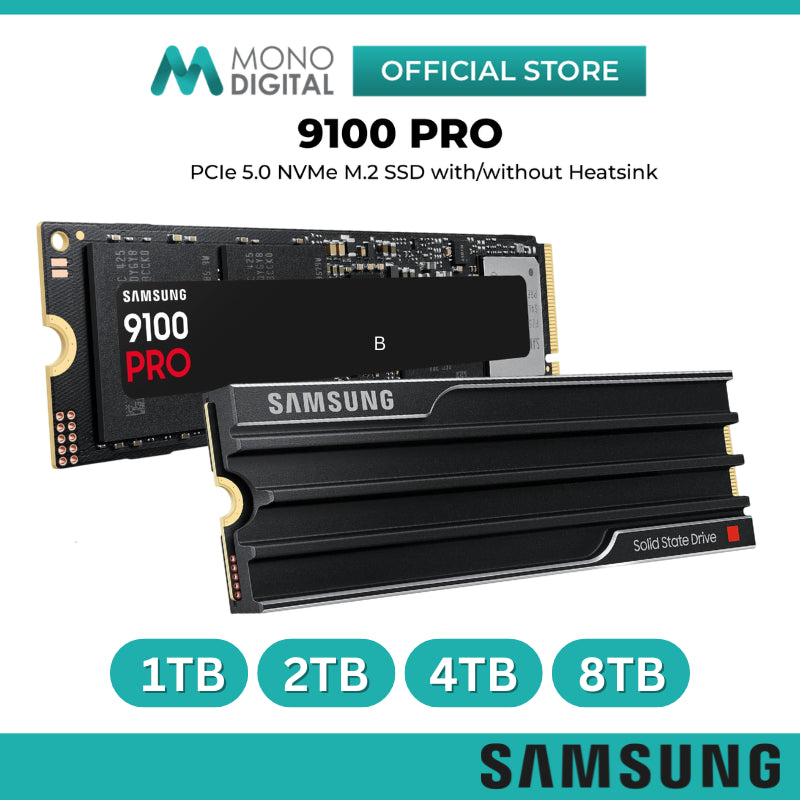 MONO
DIGITAL
OFFICIAL STORE
9100 PRO
PCIe 5.0 NVMe M.2 SSD with/without Heatsink
SAMSUNG
9100
PRO
B
SAMSUNG
Solid State Drive
1TB
2TB
4TB
8TB
SAMSUNG